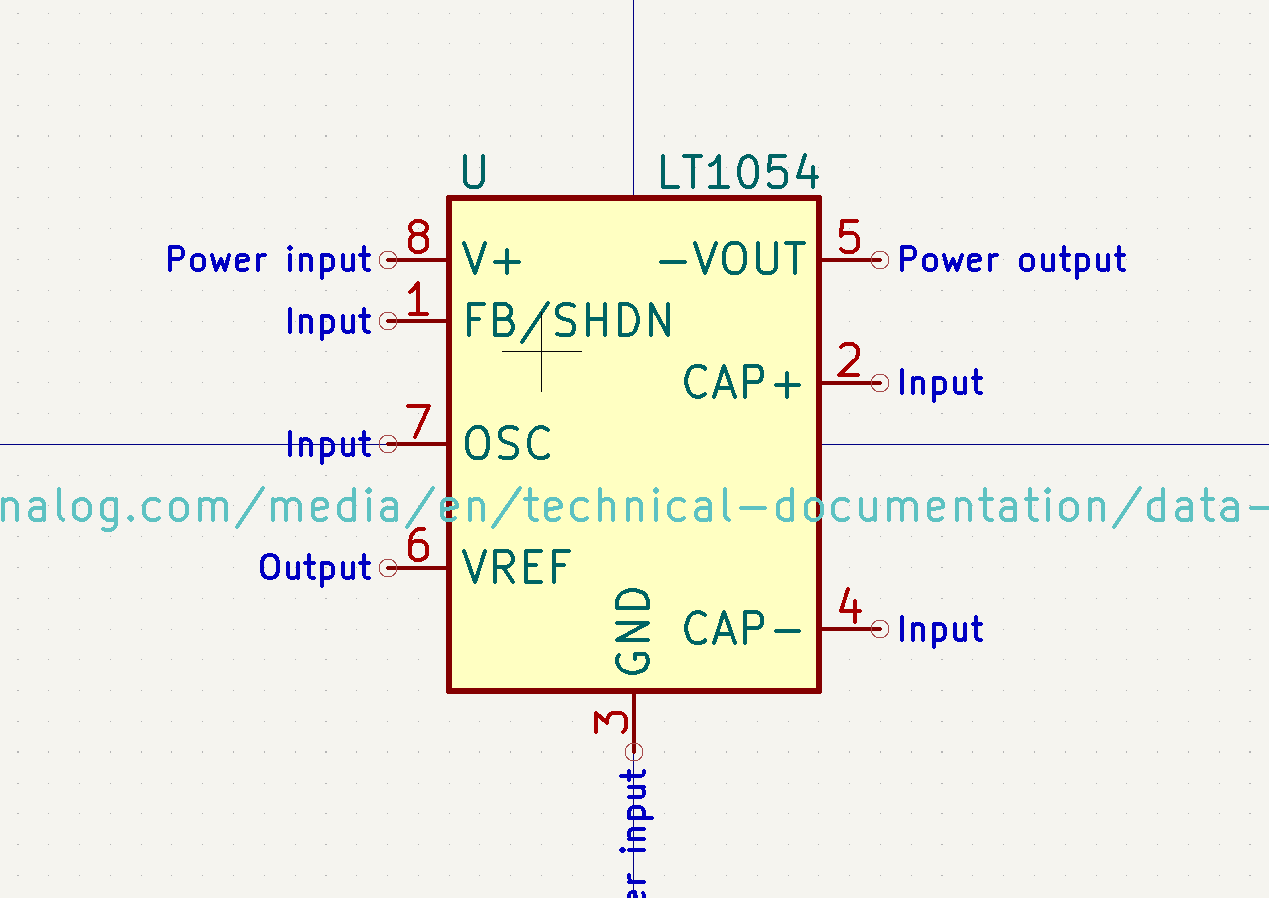 U LT1054
Power input 8 V+ -VOUT 5 Power output
Input 1 FB/SHDN
CAP+ 2 Input
Input 7 OSC
nalog.com/media/en/technical-documentation/data-
Output 6 VREF
GND
CAP- 4 Input
3
er input